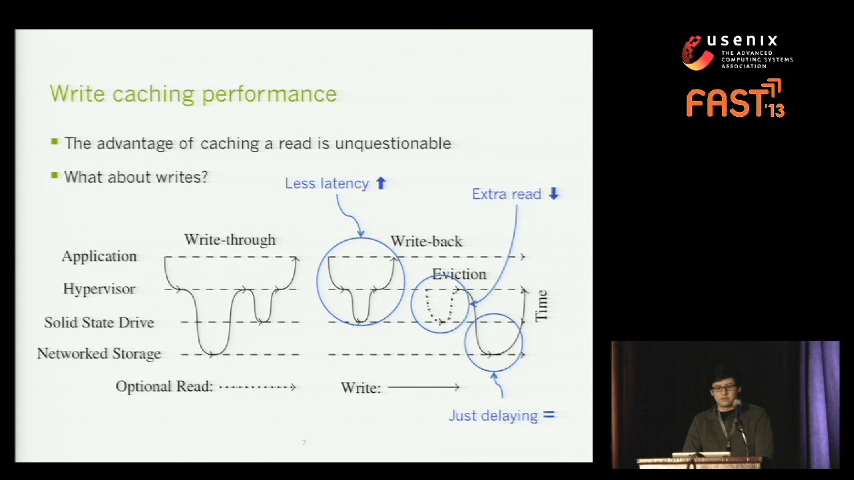 usenix
THE ADVANCED
COMPUTING SYSTEMS
ASSOCIATION
FAST'13
Write caching performance
The advantage of caching a read is unquestionable
What about writes?
Less latency ⬆
Extra read ⬇
Write-through
Write-back
Application
Eviction
Hypervisor
Time
Solid State Drive
Networked Storage
Optional Read:
Write:
Just delaying =
7